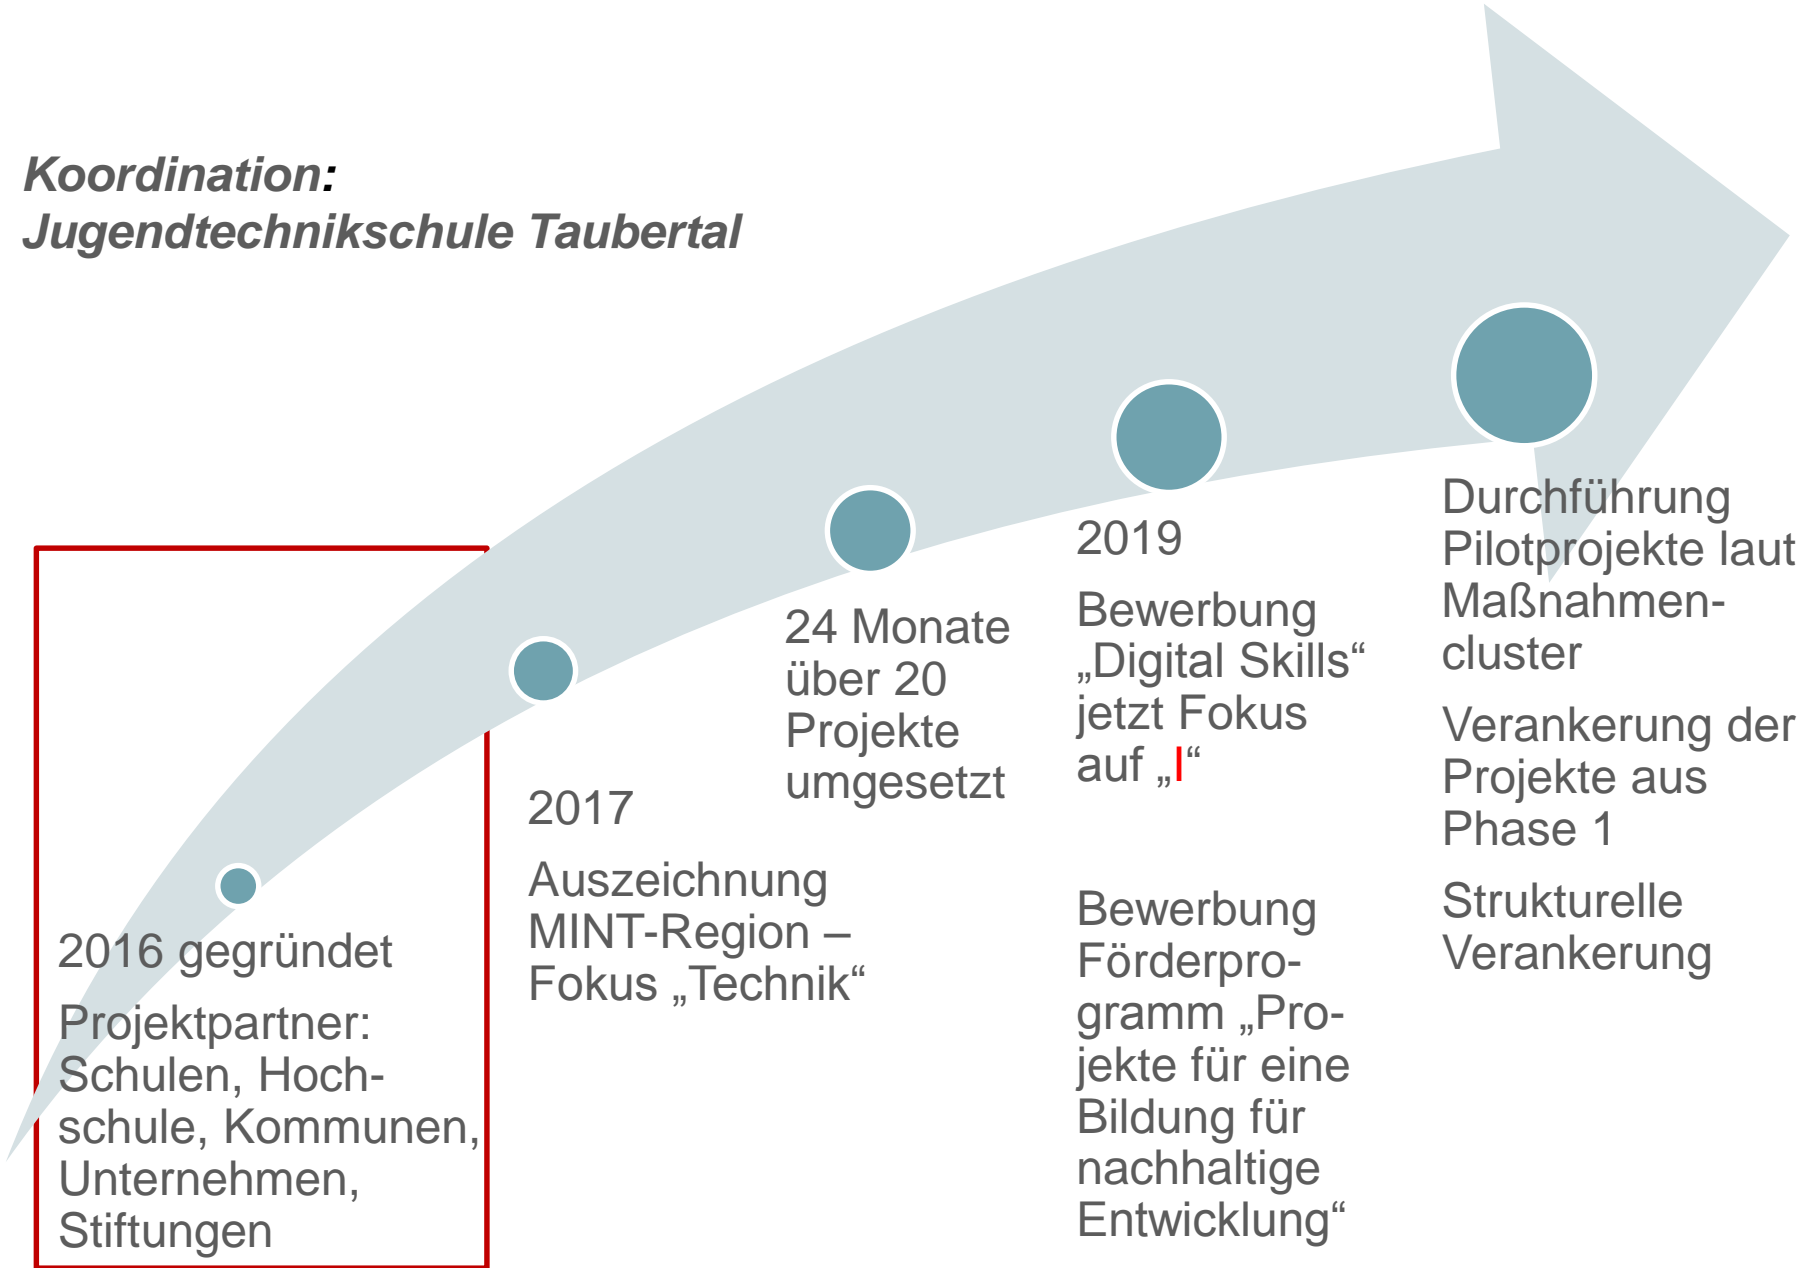 Koordination:
Jugendtechnikschule Taubertal
2016 gegründet
Projektpartner:
Schulen, Hoch-
schule, Kommunen,
Unternehmen,
Stiftungen
2017
Auszeichnung
MINT-Region –
Fokus „Technik“
24 Monate
über 20
Projekte
umgesetzt
2019
Bewerbung
„Digital Skills“
jetzt Fokus
auf „I“
Bewerbung
Förderpro-
gramm „Pro-
jekte für eine
Bildung für
nachhaltige
Entwicklung“
Durchführung
Pilotprojekte laut
Maßnahmen-
cluster
Verankerung der
Projekte aus
Phase 1
Strukturelle
Verankerung